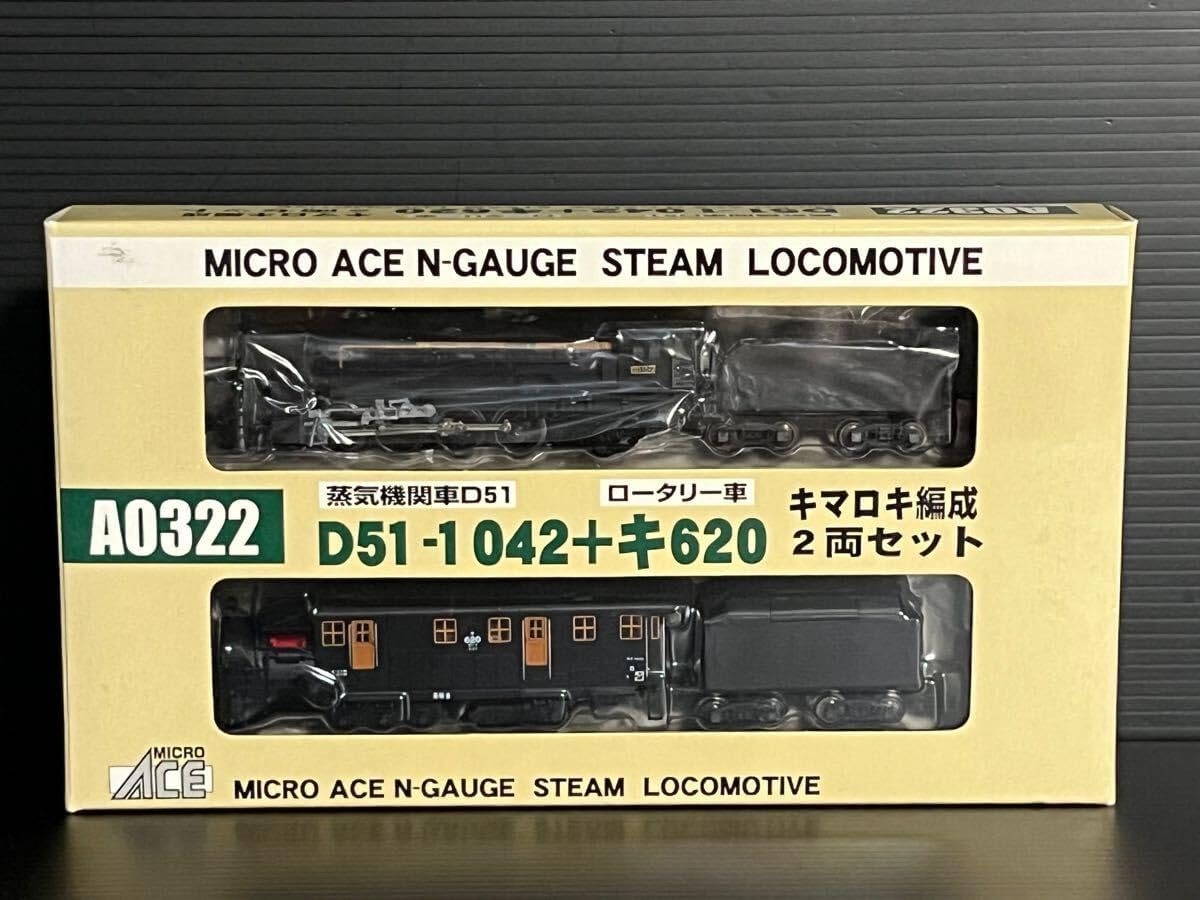 A0322
MICRO ACE N-GAUGE STEAM LOCOMOTIVE
蒸気機関車D51 ロータリー車
A0322 D51-1042+キ620 キマロキ編成
2両セット
620
MICRO
ACE
MICRO ACE N-GAUGE STEAM LOCOMOTIVE